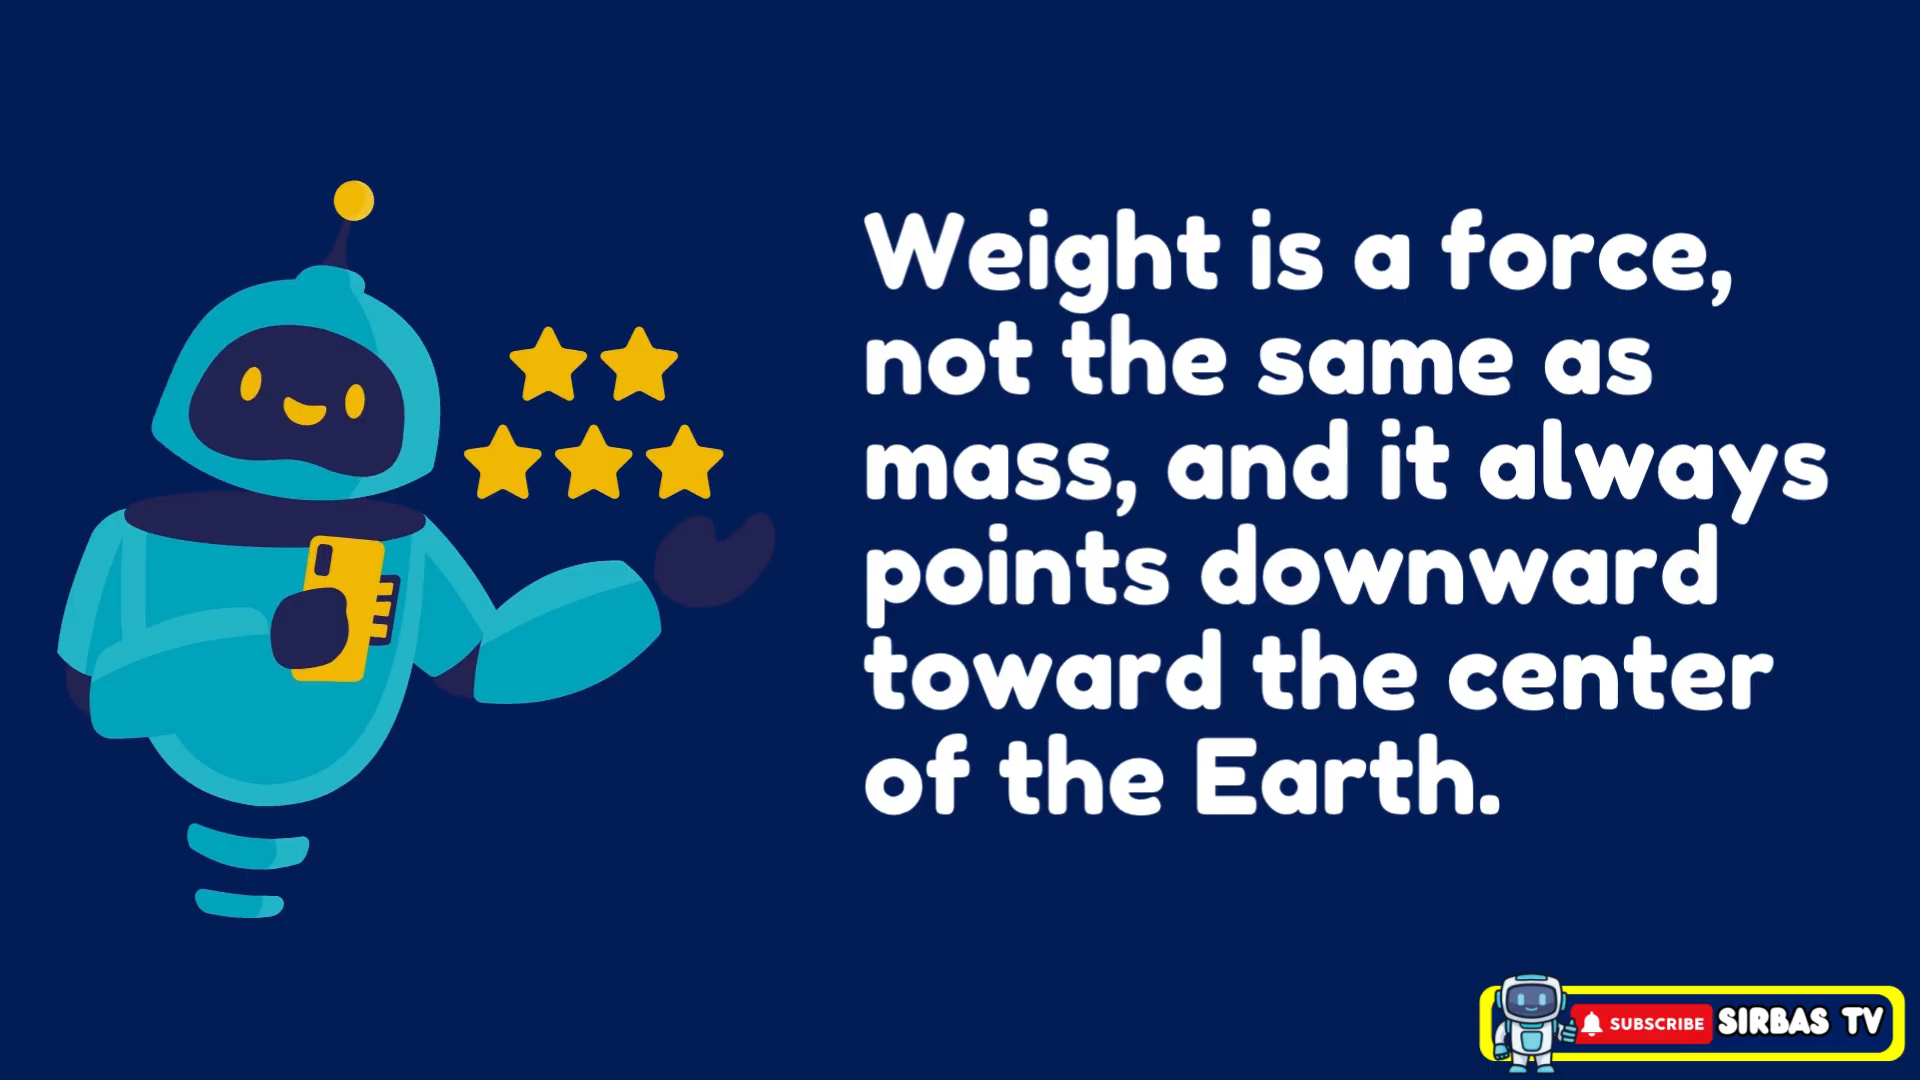 Weight is a force,
not the same as
mass, and it always
points downward
toward the center
of the Earth.
SUBSCRIBE SIRBAS TV